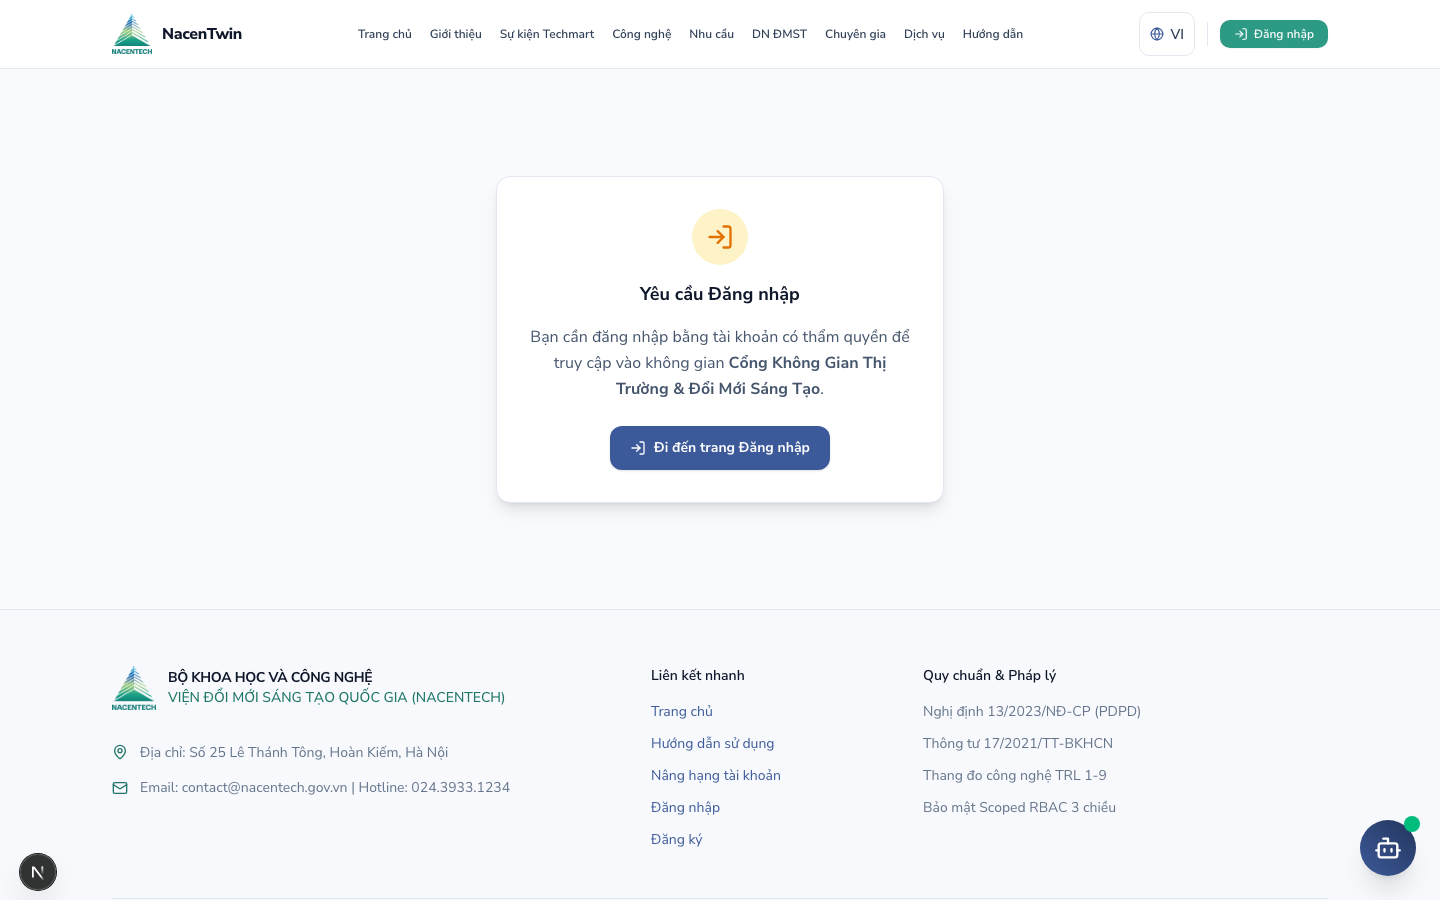 NACENTECH
NacenTwin
Trang chủ
Giới thiệu
Sự kiện Techmart
Công nghệ
Nhu cầu
DN ĐMST
Chuyên gia
Dịch vụ
Hướng dẫn
VI
Đăng nhập
Yêu cầu Đăng nhập
Bạn cần đăng nhập bằng tài khoản có thẩm quyền để
truy cập vào không gian Cổng Không Gian Thị
Trường & Đổi Mới Sáng Tạo.
Đi đến trang Đăng nhập
NACENTECH
BỘ KHOA HỌC VÀ CÔNG NGHỆ
VIỆN ĐỔI MỚI SÁNG TẠO QUỐC GIA (NACENTECH)
Địa chỉ: Số 25 Lê Thánh Tông, Hoàn Kiếm, Hà Nội
Email: contact@nacentech.gov.vn | Hotline: 024.3933.1234
Liên kết nhanh
Trang chủ
Hướng dẫn sử dụng
Nâng hạng tài khoản
Đăng nhập
Đăng ký
Quy chuẩn & Pháp lý
Nghị định 13/2023/NĐ-CP (PDPD)
Thông tư 17/2021/TT-BKHCN
Thang đo công nghệ TRL 1-9
Bảo mật Scoped RBAC 3 chiều
N